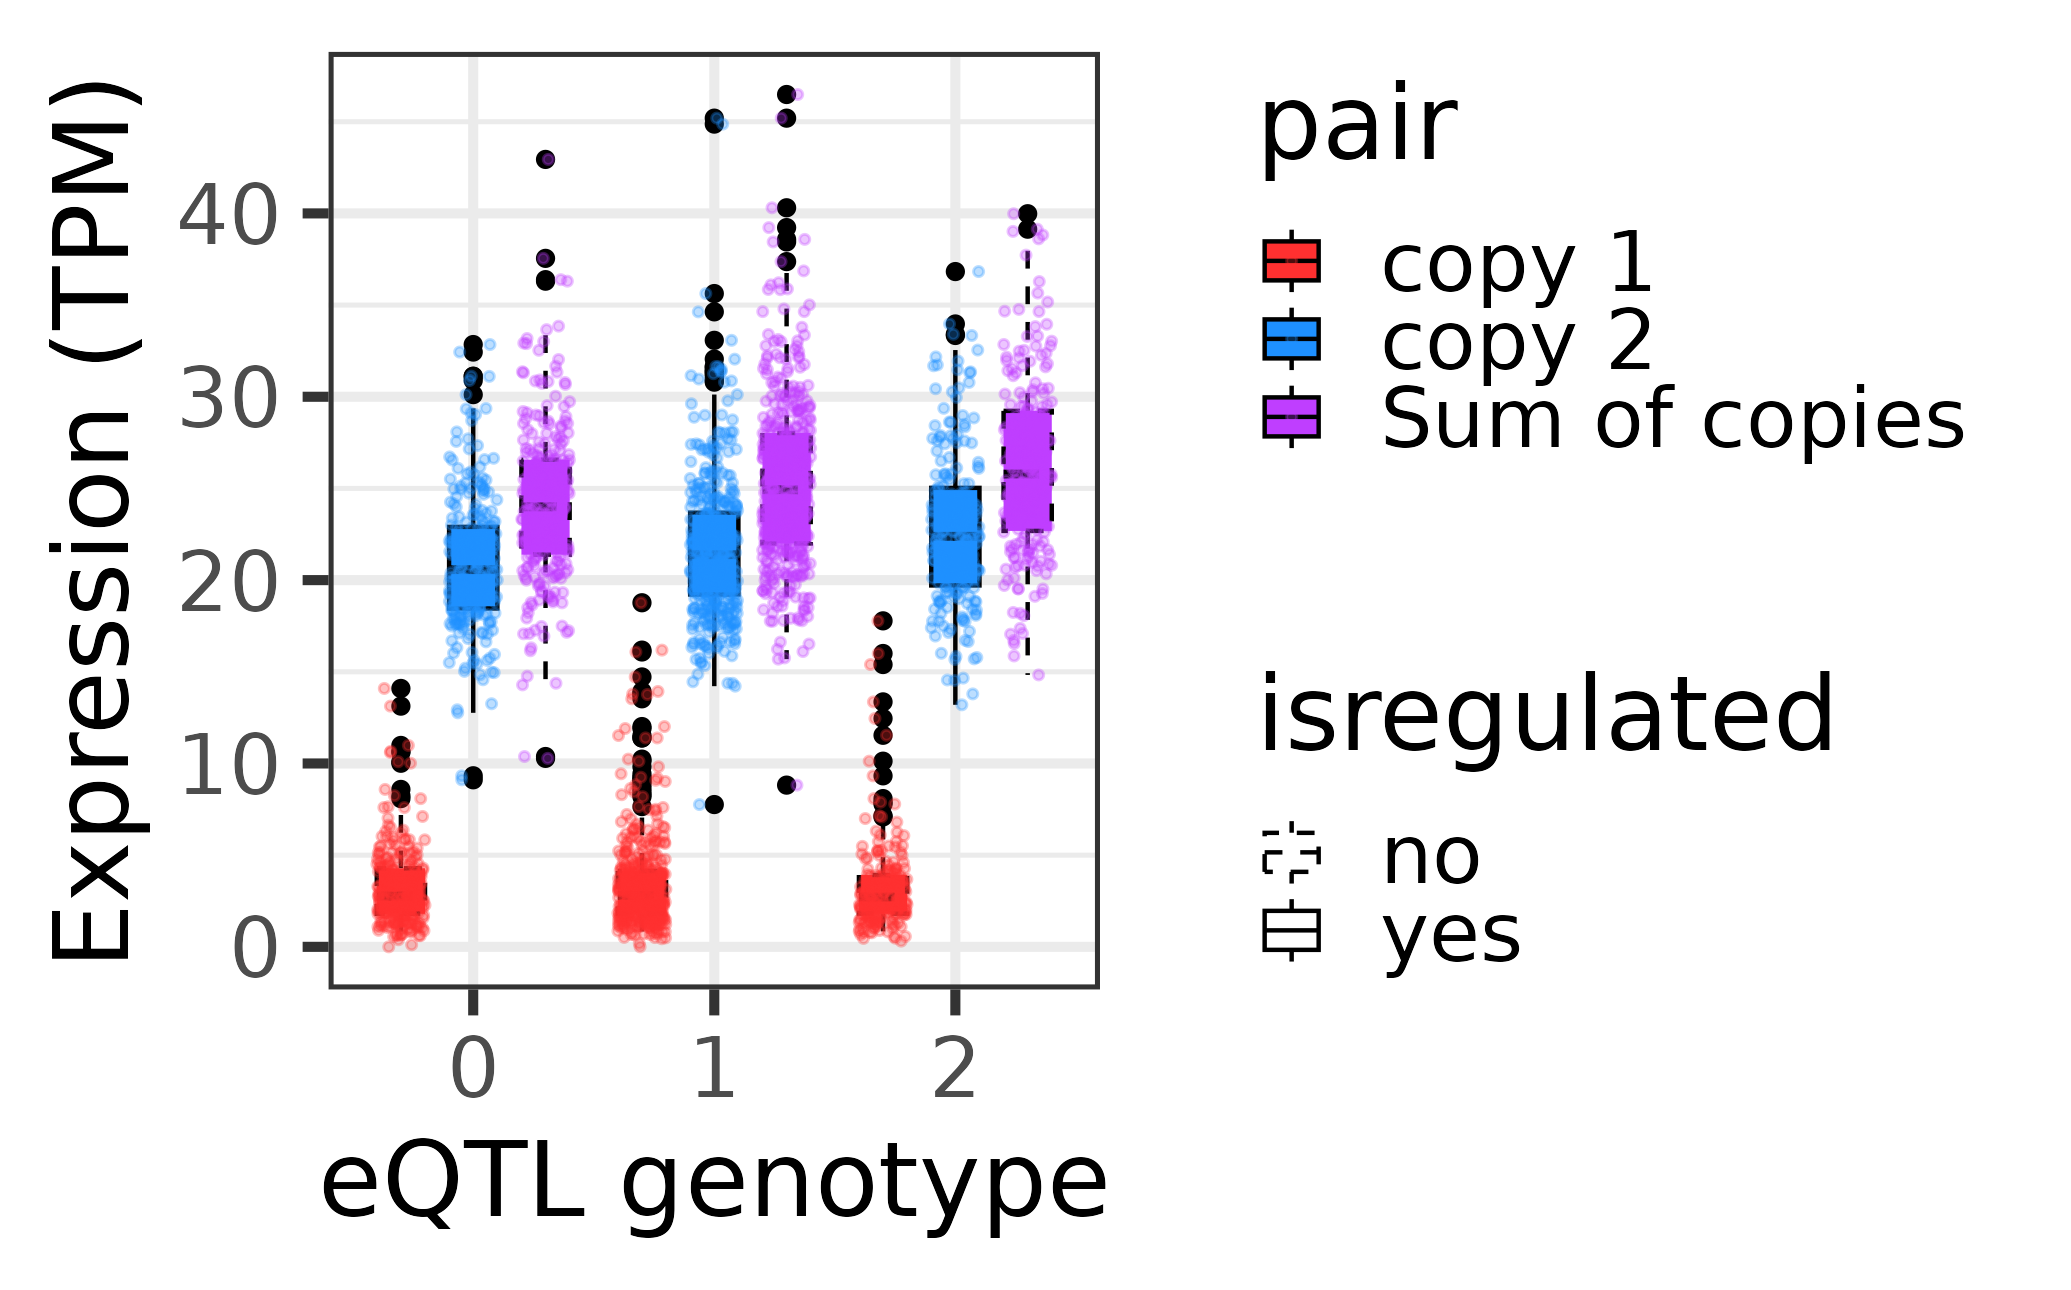 Expression (TPM)
40
30
20
10
0
0 1 2
eQTL genotype
pair
copy 1
copy 2
Sum of copies
isregulated
no
yes